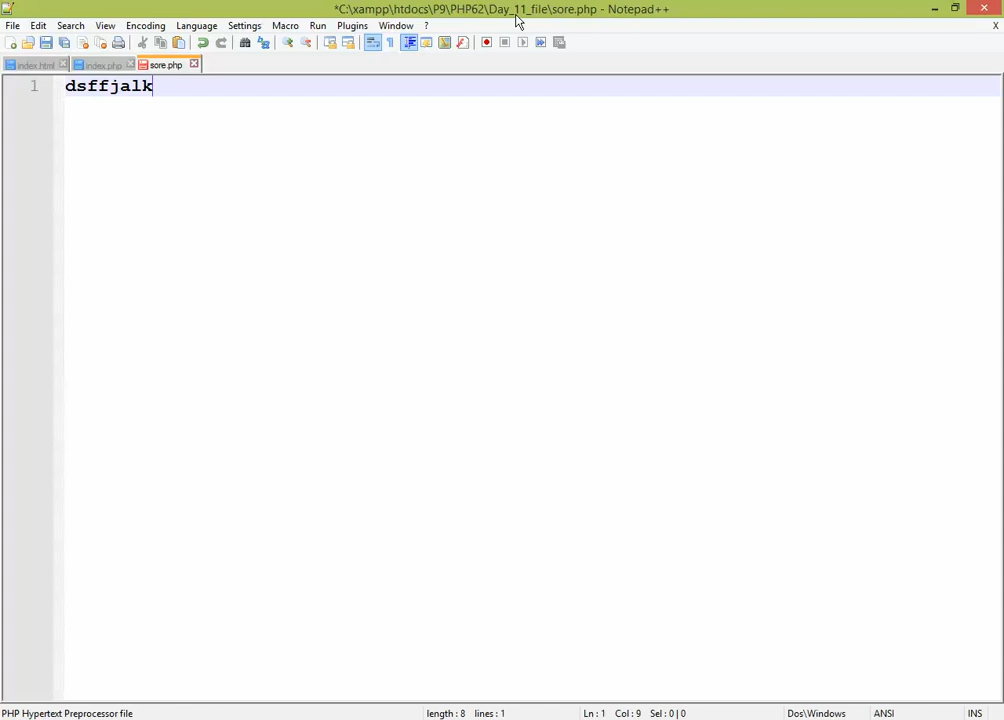 *C:\xampp\htdocs\P9\PHP62\Day_11_file\sore.php - Notepad++
File Edit Search View Encoding Language Settings Macro Run Plugins Window ? X
index.html index.php sore.php
1 dsffjalk
PHP Hypertext Preprocessor file length : 8 lines : 1 Ln : 1 Col : 9 Sel : 0 | 0 Dos\Windows ANSI INS